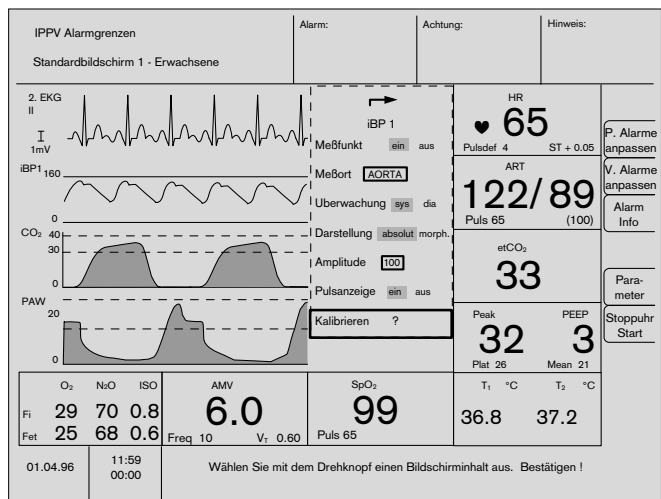 IPPV Alarmgrenzen
Standardbildschirm 1 - Erwachsene
Alarm:
Achtung:
Hinweis:
2. EKG
II
I
1mV
iBP1
160
0
CO₂
40
30
0
PAW
20
0
iBP 1
Meßfunkt ein aus
Meßort AORTA
Uberwachung sys dia
Darstellung absolut morph.
Amplitude 100
Pulsanzeige ein aus
Kalibrieren ?
HR
65
Pulsdef 4 ST + 0.05
ART
122/ 89
Puls 65 (100)
etCO₂
33
Peak PEEP
32 3
Plat 26 Mean 21
P. Alarme
anpassen
V. Alarme
anpassen
Alarm
Info
Para-
meter
Stoppuhr
Start
O₂ N₂O ISO
Fi 29 70 0.8
Fet 25 68 0.6
AMV
6.0
Freq 10 V_T 0.60
SpO₂
99
Puls 65
T₁ °C T₂ °C
36.8 37.2
01.04.96
11:59
00:00
Wählen Sie mit dem Drehknopf einen Bildschirminhalt aus. Bestätigen !